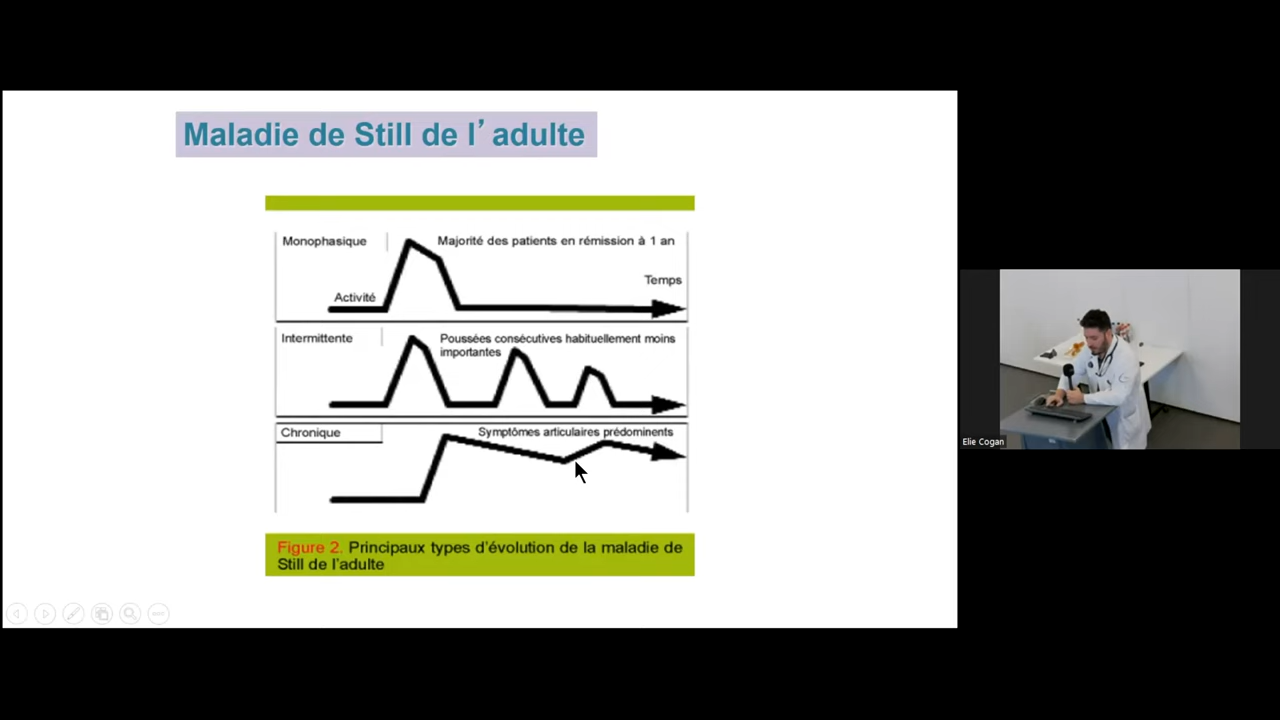 Maladie de Still de l’adulte
Monophasique
Majorité des patients en rémission à 1 an
Temps
Activité
Intermittente
Poussées consécutives habituellement moins
importantes
Chronique
Symptômes articulaires prédominents
Figure 2. Principaux types d’évolution de la maladie de
Still de l’adulte
Elie Cogan